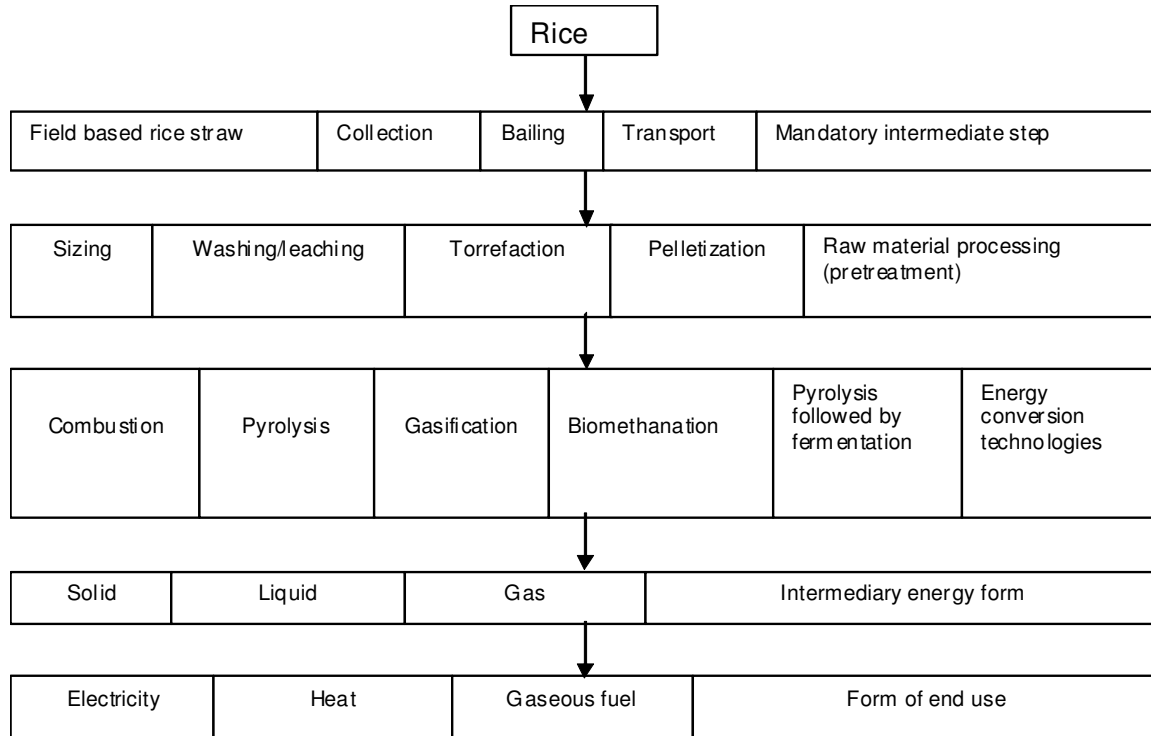 Rice
Field based rice straw
Collection
Bailing
Transport
Mandatory intermediate step
Sizing
Washing/leaching
Torrefaction
Pelletization
Raw material processing
(pretreatment)
Combustion
Pyrolysis
Gasification
Biomethanation
Pyrolysis
followed by
fermentation
Energy
conversion
technologies
Solid
Liquid
Gas
Intermediary energy form
Electricity
Heat
Gaseous fuel
Form of end use